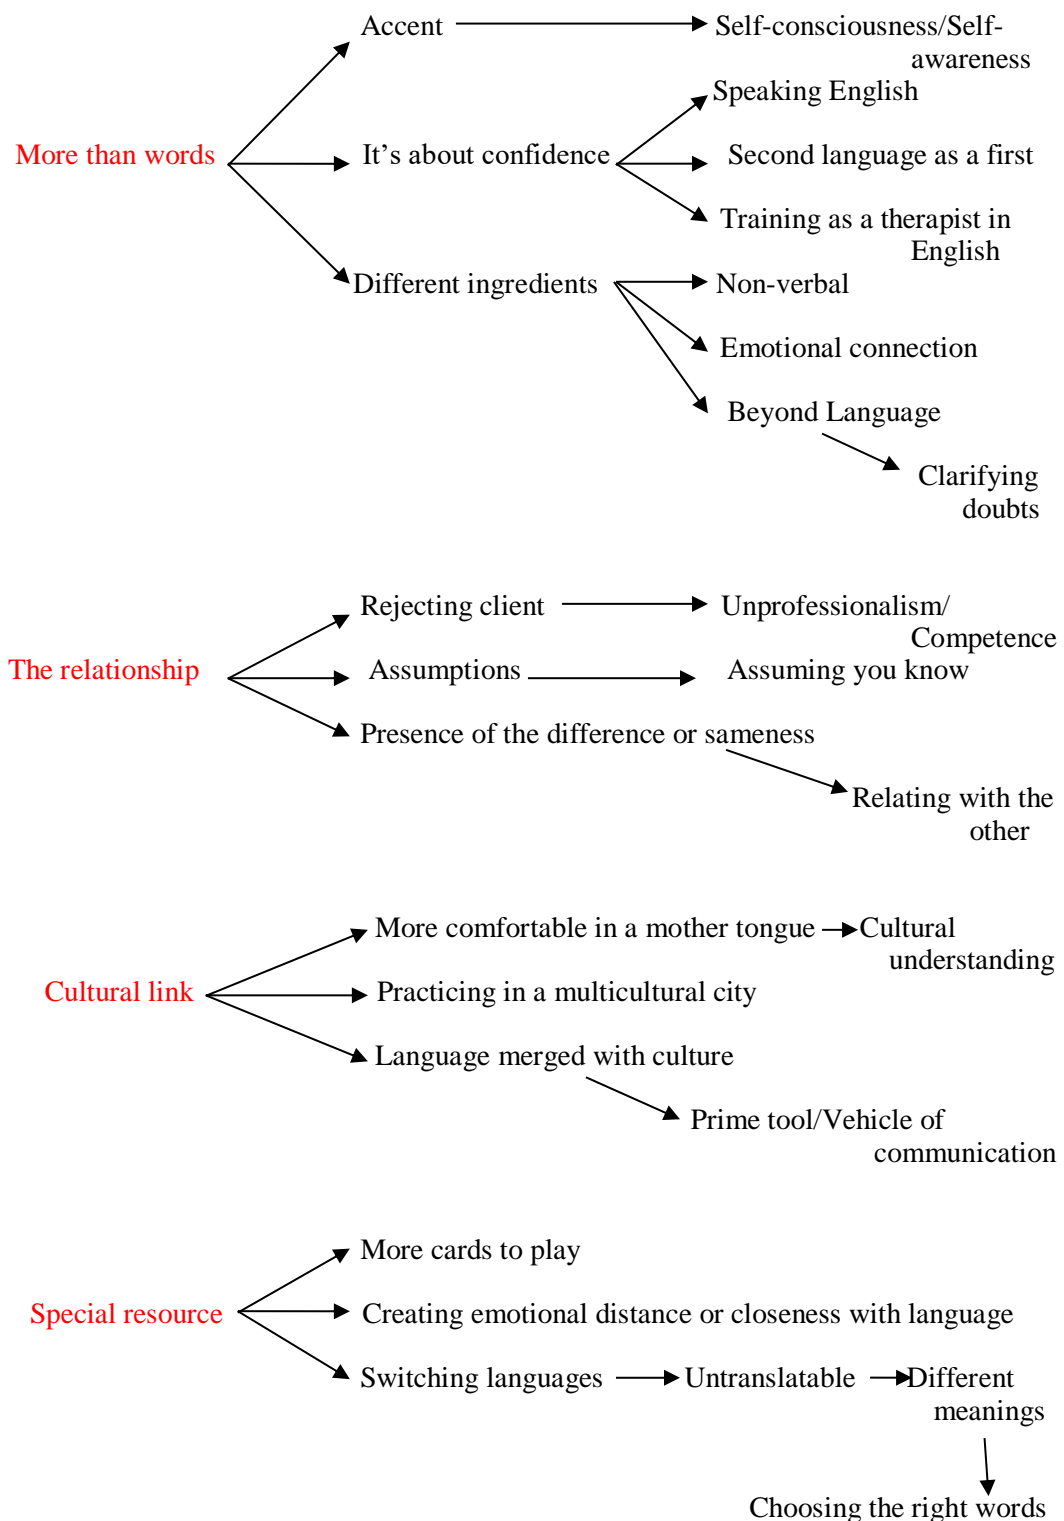 Accent
Self-consciousness/Self-
awareness
Speaking English
More than words
It's about confidence
Second language as a first
Training as a therapist in
English
Different ingredients
Non-verbal
Emotional connection
Beyond Language
Clarifying
doubts
Rejecting client
Unprofessionalism/
Competence
The relationship
Assumptions
Assuming you know
Presence of the difference or sameness
Relating with the
other
More comfortable in a mother tongue
Cultural
understanding
Cultural link
Practicing in a multicultural city
Language merged with culture
Prime tool/Vehicle of
communication
More cards to play
Special resource
Creating emotional distance or closeness with language
Switching languages
Untranslatable
Different
meanings
Choosing the right words